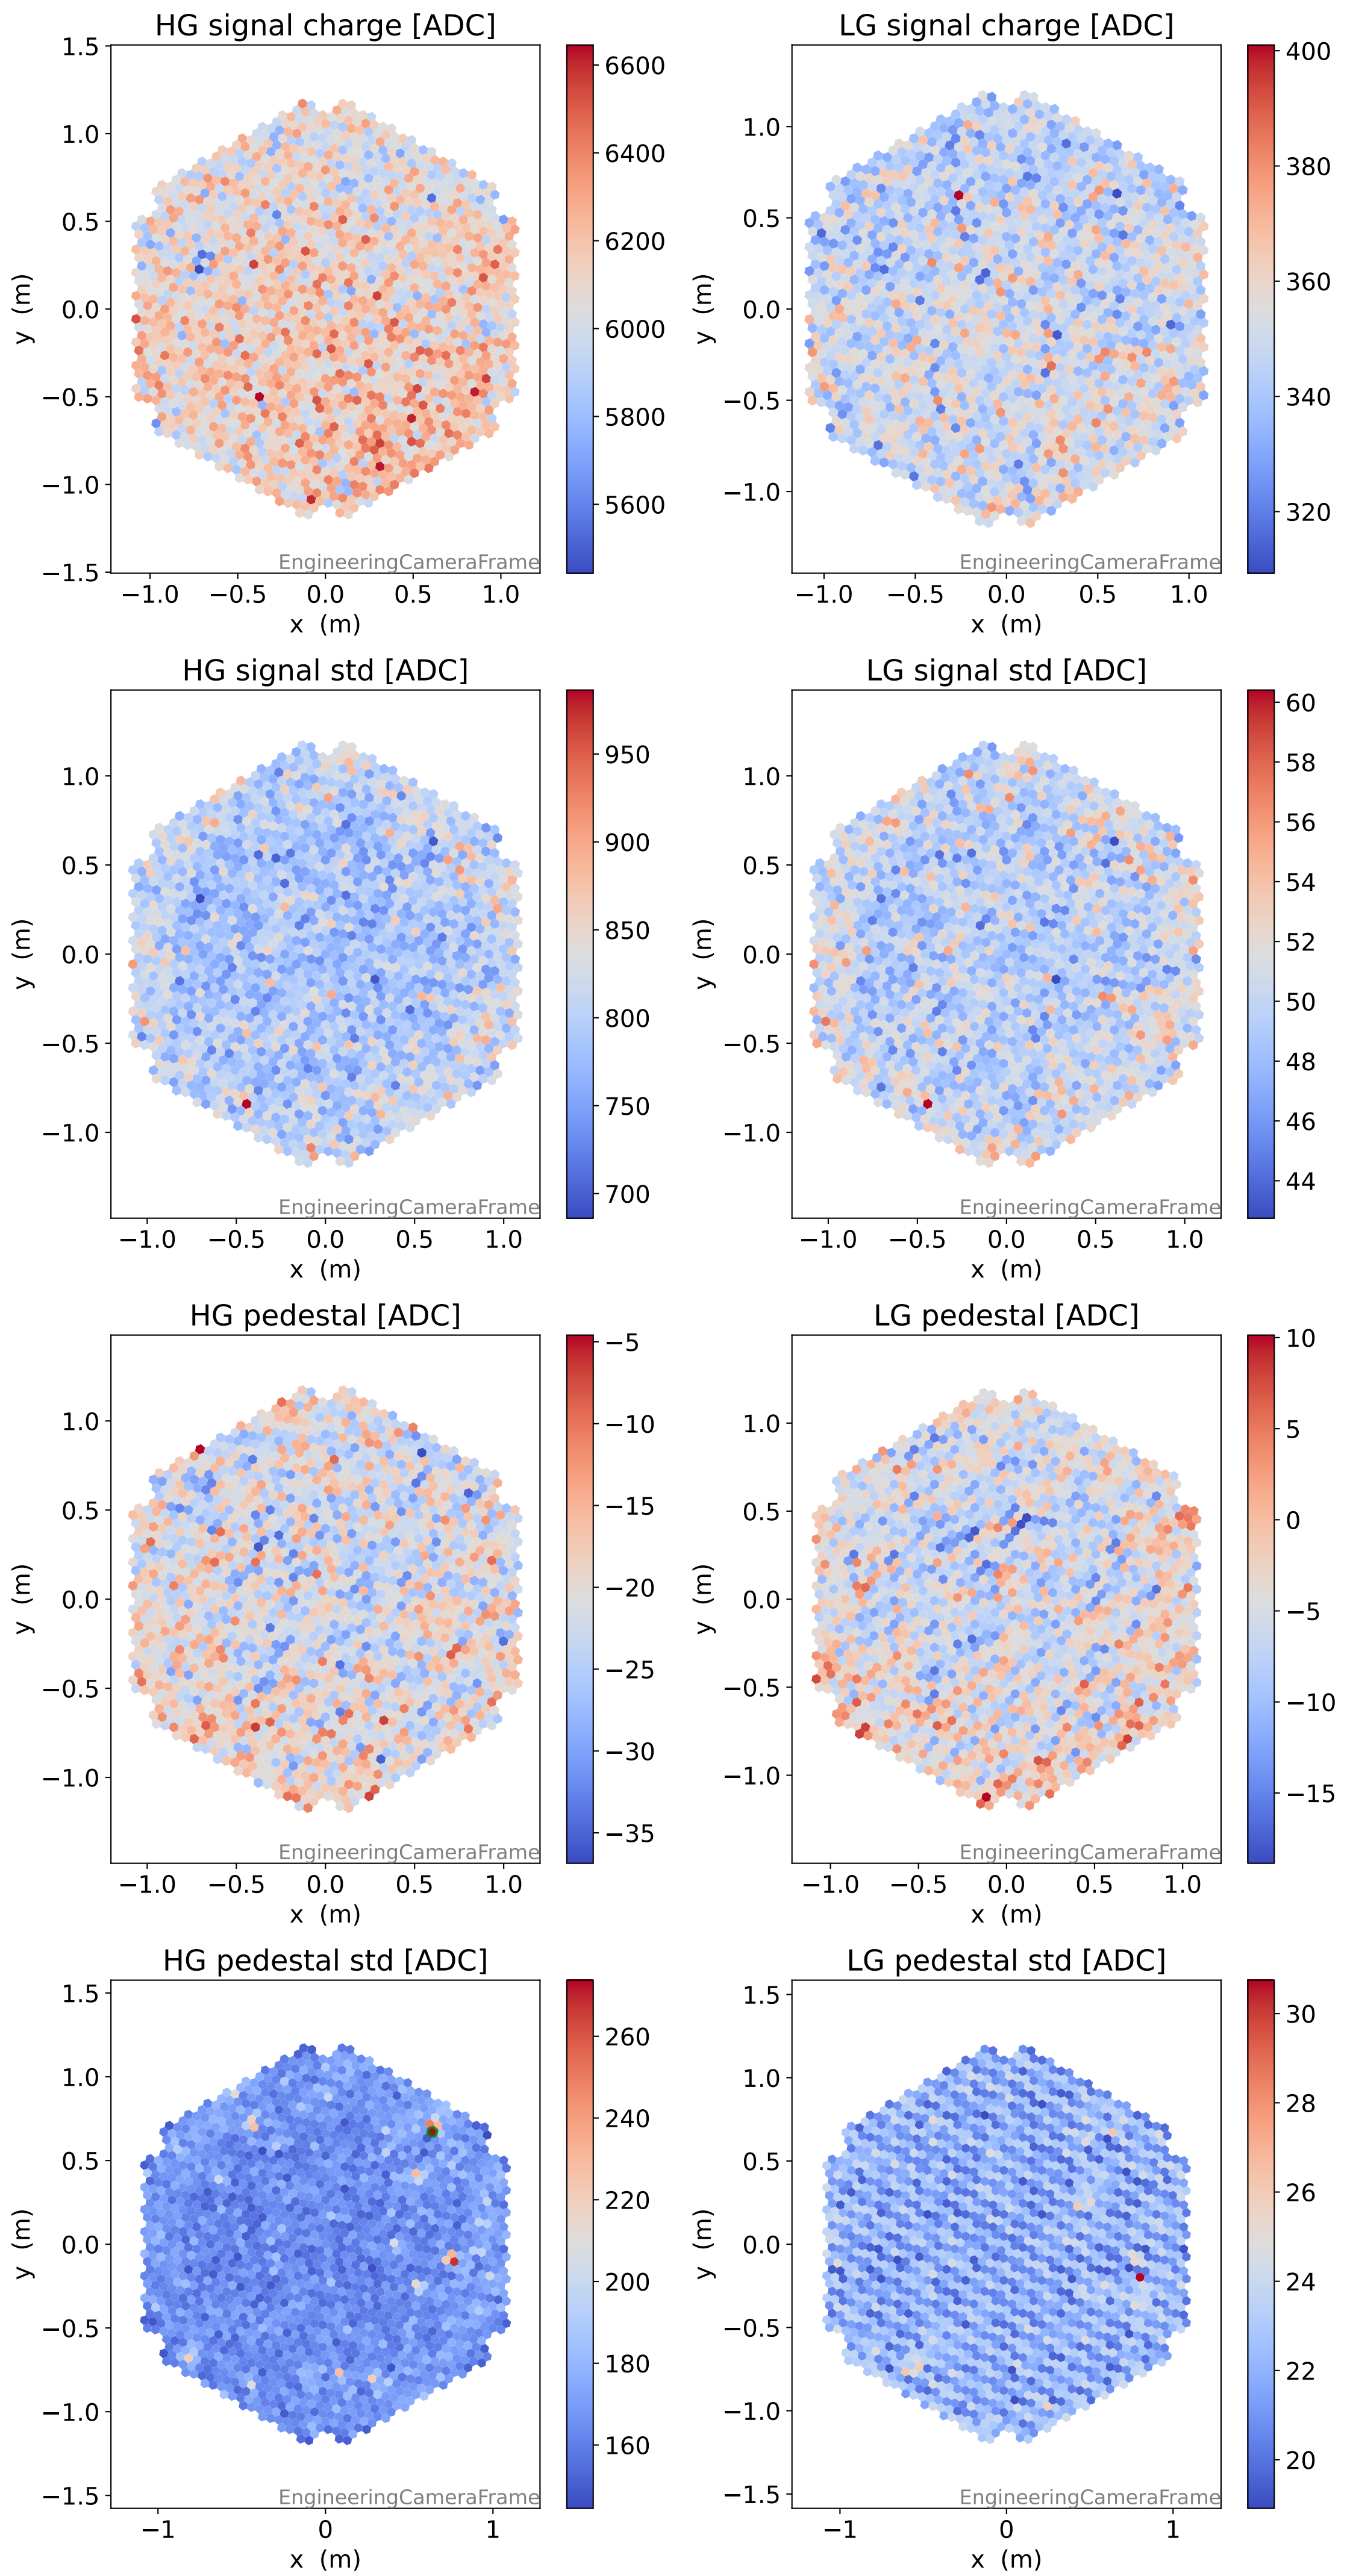 HG signal charge [ADC]
1.5
1.0
0.5
0.0
−0.5
−1.0
−1.5
y (m)
−1.0 −0.5 0.0 0.5 1.0
x (m)
EngineeringCameraFrame
6600
6400
6200
6000
5800
5600
LG signal charge [ADC]
1.0
0.5
0.0
−0.5
−1.0
y (m)
−1.0 −0.5 0.0 0.5 1.0
x (m)
EngineeringCameraFrame
400
380
360
340
320
HG signal std [ADC]
1.0
0.5
0.0
−0.5
−1.0
y (m)
−1.0 −0.5 0.0 0.5 1.0
x (m)
EngineeringCameraFrame
950
900
850
800
750
700
LG signal std [ADC]
1.0
0.5
0.0
−0.5
−1.0
y (m)
−1.0 −0.5 0.0 0.5 1.0
x (m)
EngineeringCameraFrame
60
58
56
54
52
50
48
46
44
HG pedestal [ADC]
1.0
0.5
0.0
−0.5
−1.0
y (m)
−1.0 −0.5 0.0 0.5 1.0
x (m)
EngineeringCameraFrame
−5
−10
−15
−20
−25
−30
−35
LG pedestal [ADC]
1.0
0.5
0.0
−0.5
−1.0
y (m)
−1.0 −0.5 0.0 0.5 1.0
x (m)
EngineeringCameraFrame
10
5
0
−5
−10
−15
HG pedestal std [ADC]
1.5
1.0
0.5
0.0
−0.5
−1.0
−1.5
y (m)
−1 0 1
x (m)
EngineeringCameraFrame
260
240
220
200
180
160
LG pedestal std [ADC]
1.5
1.0
0.5
0.0
−0.5
−1.0
−1.5
y (m)
−1 0 1
x (m)
EngineeringCameraFrame
30
28
26
24
22
20